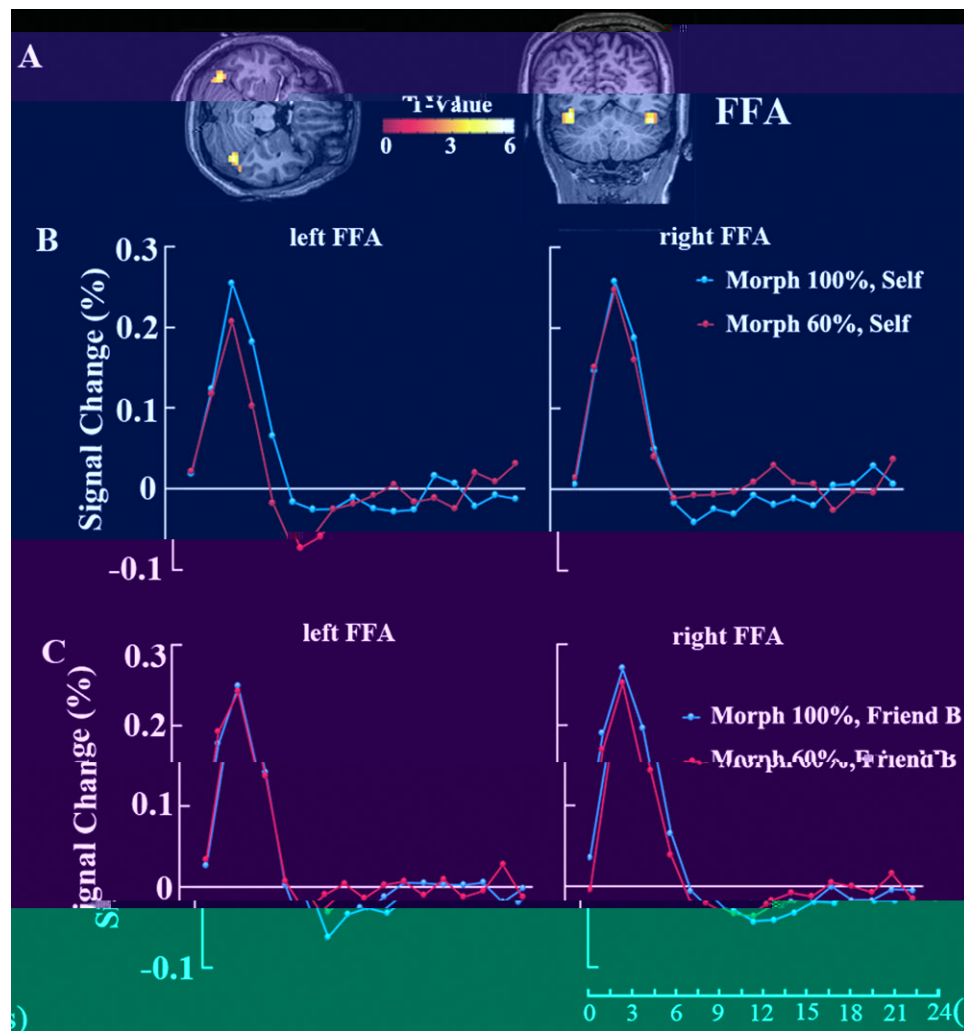 A
T-Value
0 3 6
FFA
B
left FFA
right FFA
Signal Change (%)
0.3
0.2
0.1
0
-0.1
Morph 100%, Self
Morph 60%, Self
C
left FFA
right FFA
Signal Change (%)
0.3
0.2
0.1
0
-0.1
Morph 100%, Friend B
Morph 60%, Friend B
0 3 6 9 12 15 18 21 24 (
s)